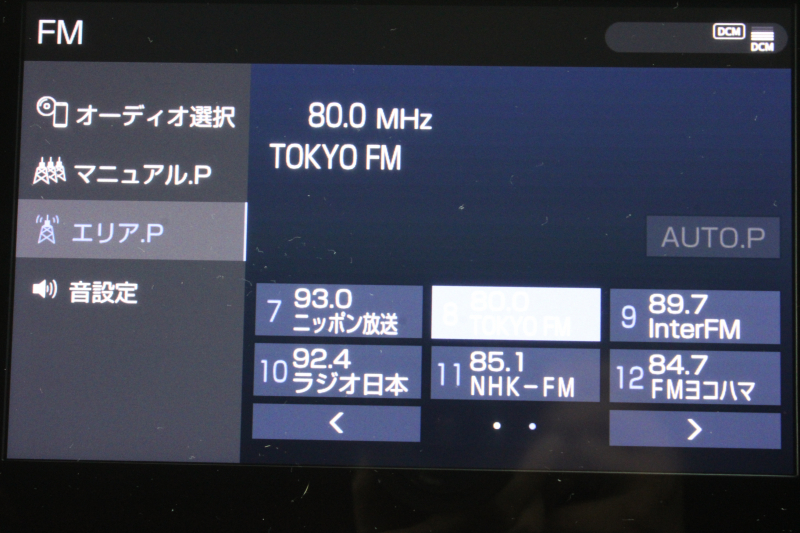 FM
DCM
DCM
オーディオ選択
マニュアル.P
エリア.P
音設定
80.0 MHz
TOKYO FM
AUTO.P
7 93.0
ニッポン放送
8 80.0
TOKYO FM
9 89.7
InterFM
10 92.4
ラジオ日本
11 85.1
NHK-FM
12 84.7
FMヨコハマ
<
>